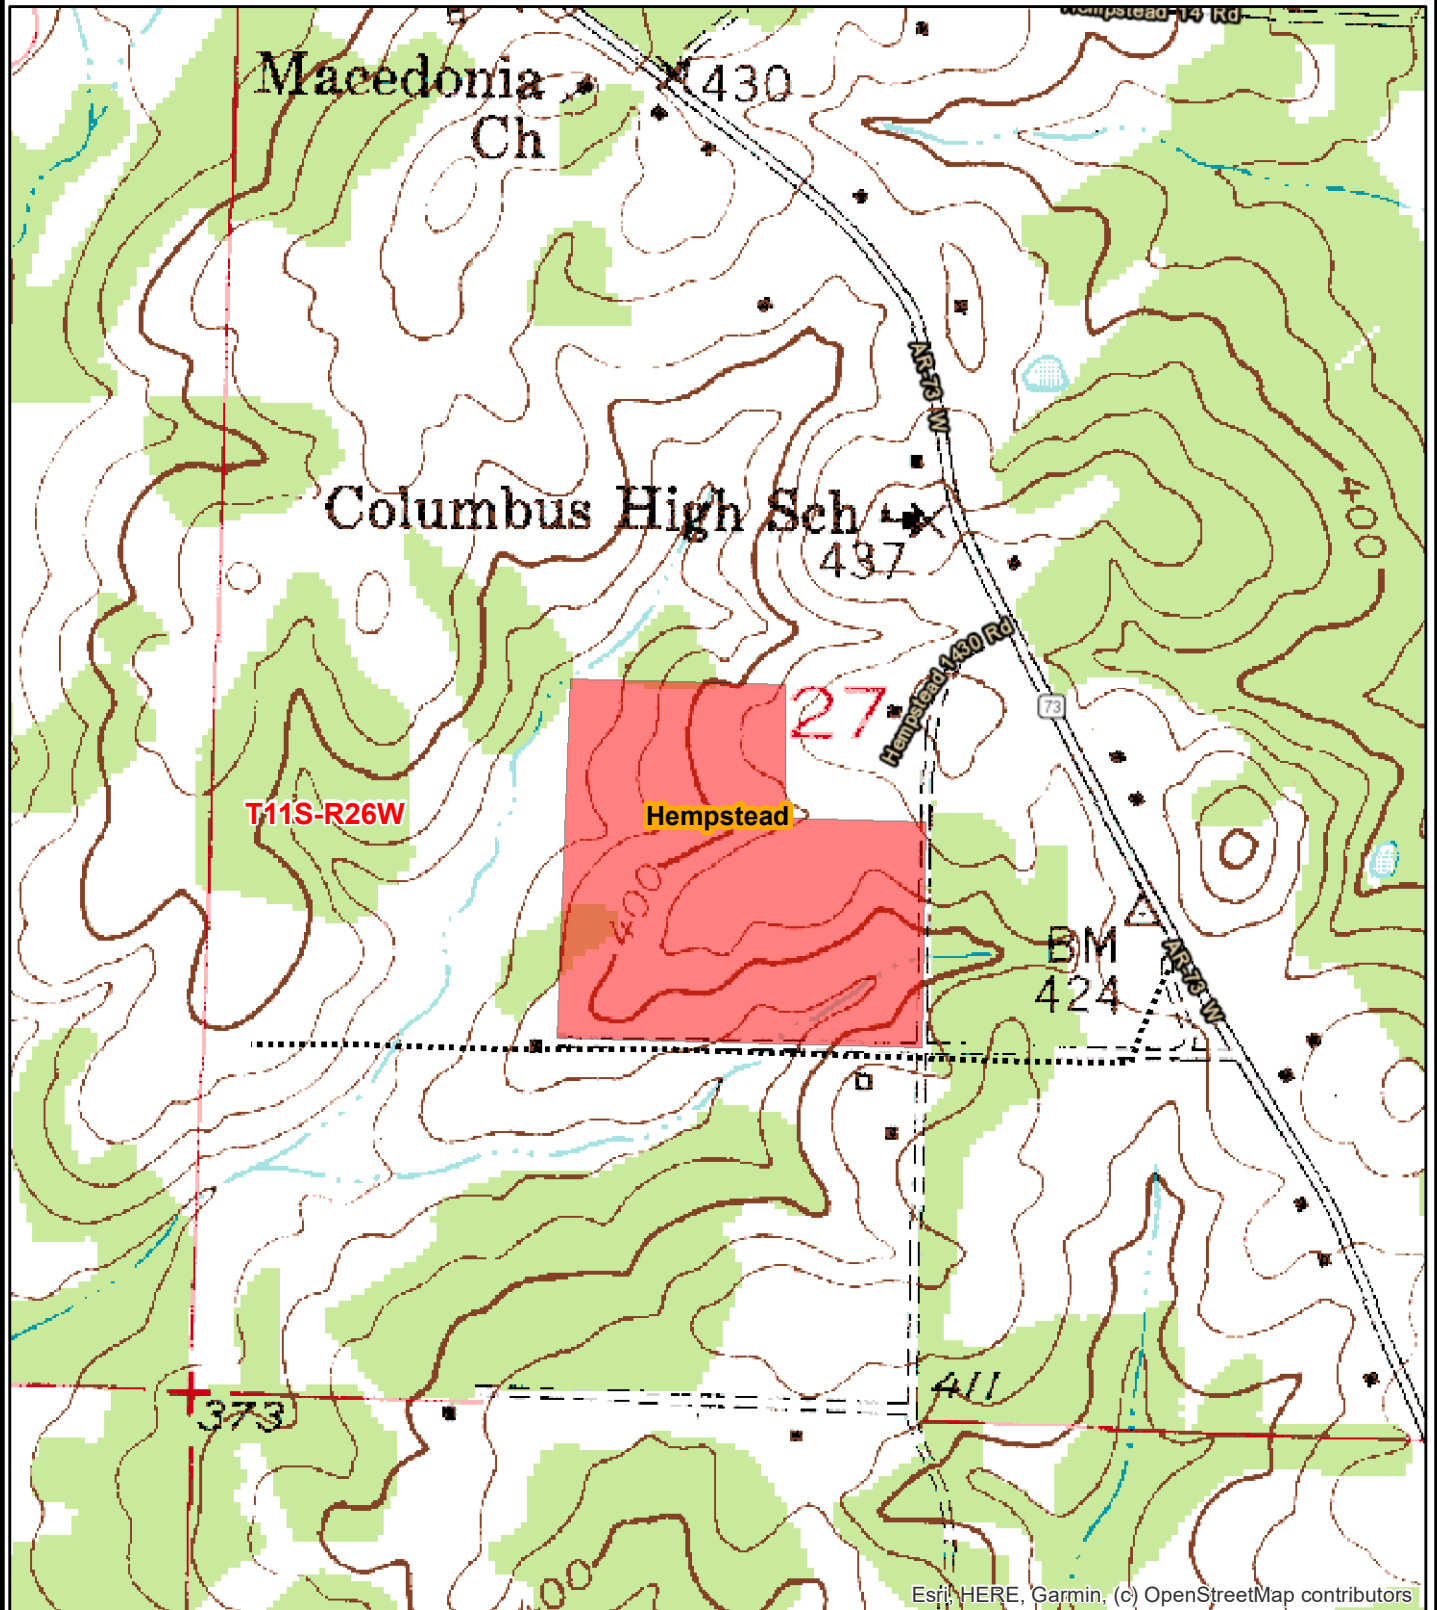 Hempstead 14 Rd
Macedonia
Ch
430
AR-73 W
400
Columbus High Sch
437
Hempstead 1430 Rd
27
73
T11S-R26W
Hempstead
400
BM
424
AR-73 W
411
373
00
Esri, HERE, Garmin, (c) OpenStreetMap contributors